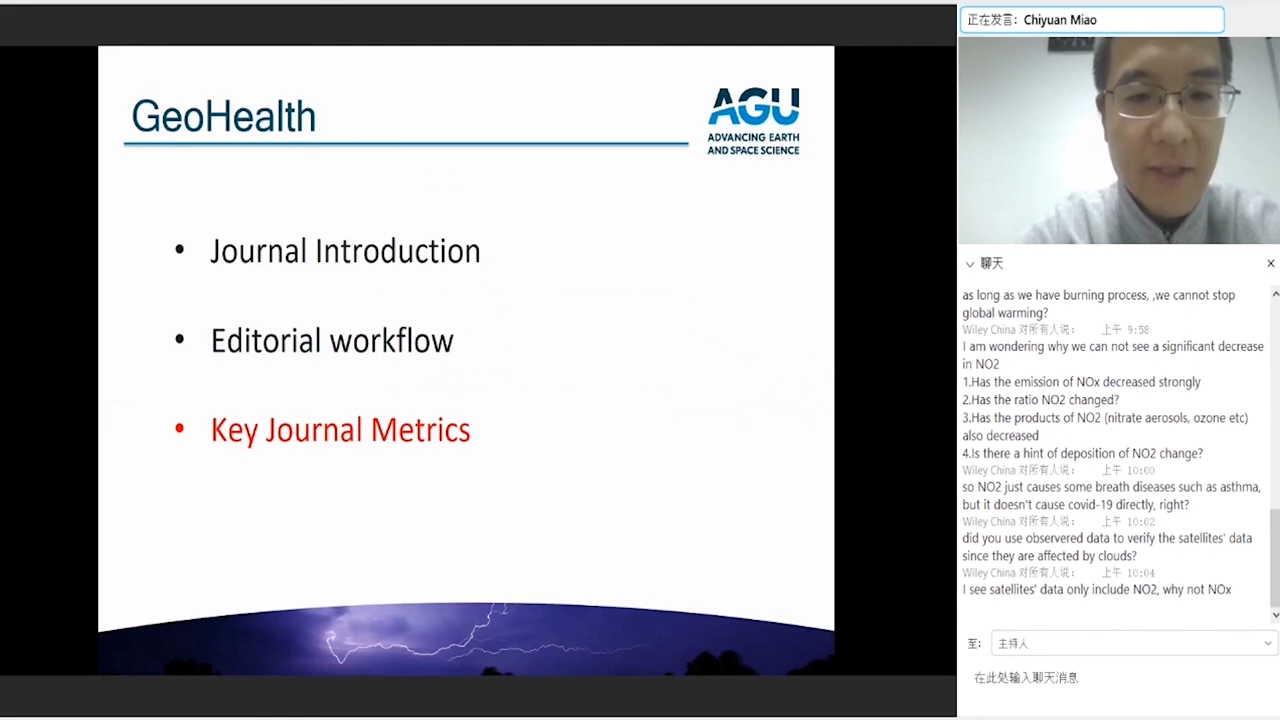 GeoHealth
AGU
ADVANCING EARTH
AND SPACE SCIENCE
• Journal Introduction
• Editorial workflow
• Key Journal Metrics
正在发言: Chiyuan Miao
聊天
as long as we have burning process, ,we cannot stop
global warming?
Wiley China 对所有人说: 上午 9:58
I am wondering why we can not see a significant decrease
in NO2
1.Has the emission of NOx decreased strongly
2.Has the ratio NO2 changed?
3.Has the products of NO2 (nitrate aerosols, ozone etc)
also decreased
4.Is there a hint of deposition of NO2 change?
Wiley China 对所有人说: 上午 10:00
so NO2 just causes some breath diseases such as asthma,
but it doesn't cause covid-19 directly, right?
Wiley China 对所有人说: 上午 10:02
did you use observered data to verify the satellites' data
since they are affected by clouds?
Wiley China 对所有人说: 上午 10:04
I see satellites' data only include NO2, why not NOx
至: 主持人
在此处输入聊天消息